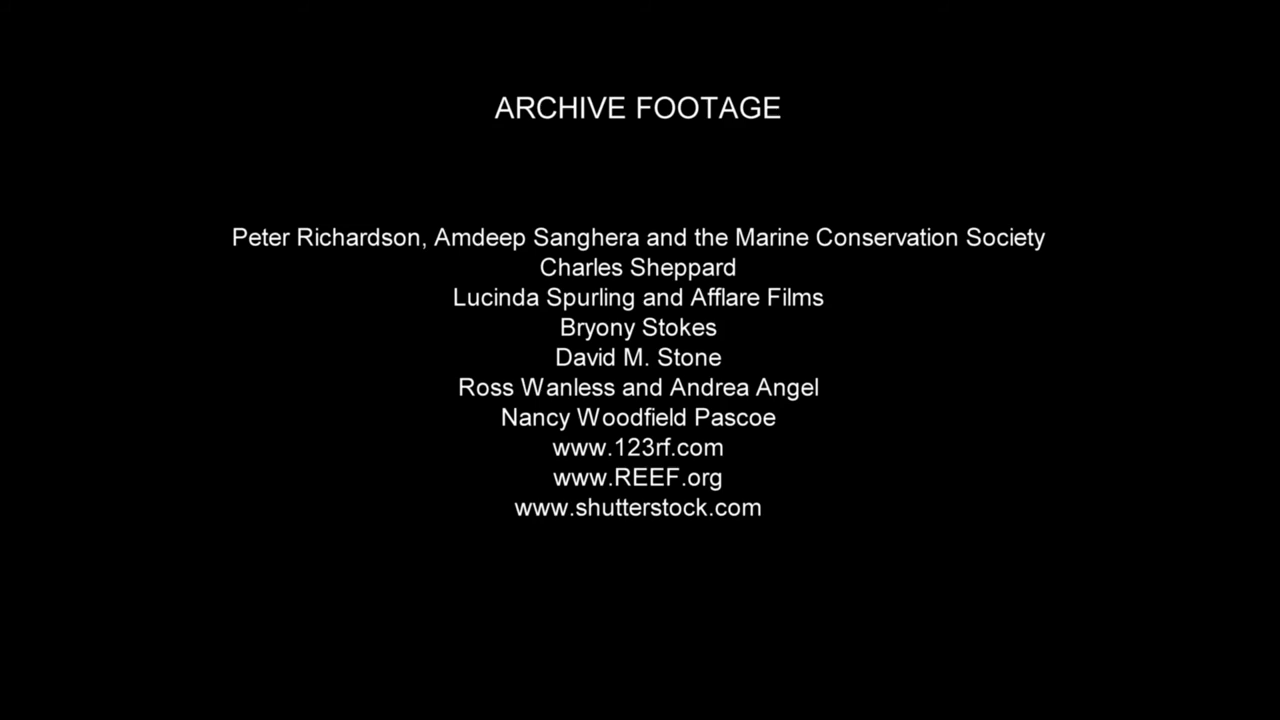 ARCHIVE FOOTAGE
Peter Richardson, Amdeep Sanghera and the Marine Conservation Society
Charles Sheppard
Lucinda Spurling and Afflare Films
Bryony Stokes
David M. Stone
Ross Wanless and Andrea Angel
Nancy Woodfield Pascoe
www.123rf.com
www.REEF.org
www.shutterstock.com